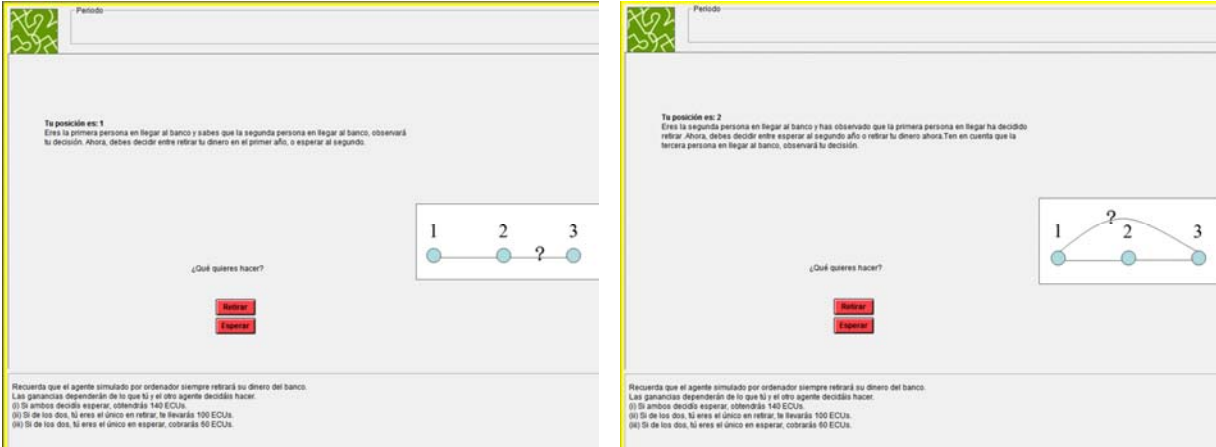 Periodo
Tu posición es: 1
Eres la primera persona en llegar al banco y sabes que la segunda persona en llegar al banco, observará
tu decisión. Ahora, debes decidir entre retirar tu dinero en el primer año, o esperar al segundo.
1 2 3
?
¿Qué quieres hacer?
Retirar
Esperar
Recuerda que el agente simulado por ordenador siempre retirará su dinero del banco.
Las ganancias dependerán de lo que tú y el otro agente decidáis hacer.
(i) Si ambos decidís esperar, obtendrás 140 ECUs.
(ii) Si de los dos, tú eres el único en retirar, te llevarás 100 ECUs.
(iii) Si de los dos, tú eres el único en esperar, cobrarás 60 ECUs.
Periodo
Tu posición es: 2
Eres la segunda persona en llegar al banco y has observado que la primera persona en llegar ha decidido
retirar. Ahora, debes decidir entre esperar al segundo año o retirar tu dinero ahora.Ten en cuenta que la
tercera persona en llegar al banco, observará tu decisión.
?
1 2 3
¿Qué quieres hacer?
Retirar
Esperar
Recuerda que el agente simulado por ordenador siempre retirará su dinero del banco.
Las ganancias dependerán de lo que tú y el otro agente decidáis hacer.
(i) Si ambos decidís esperar, obtendrás 140 ECUs.
(ii) Si de los dos, tú eres el único en retirar, te llevarás 100 ECUs.
(iii) Si de los dos, tú eres el único en esperar, cobrarás 60 ECUs.